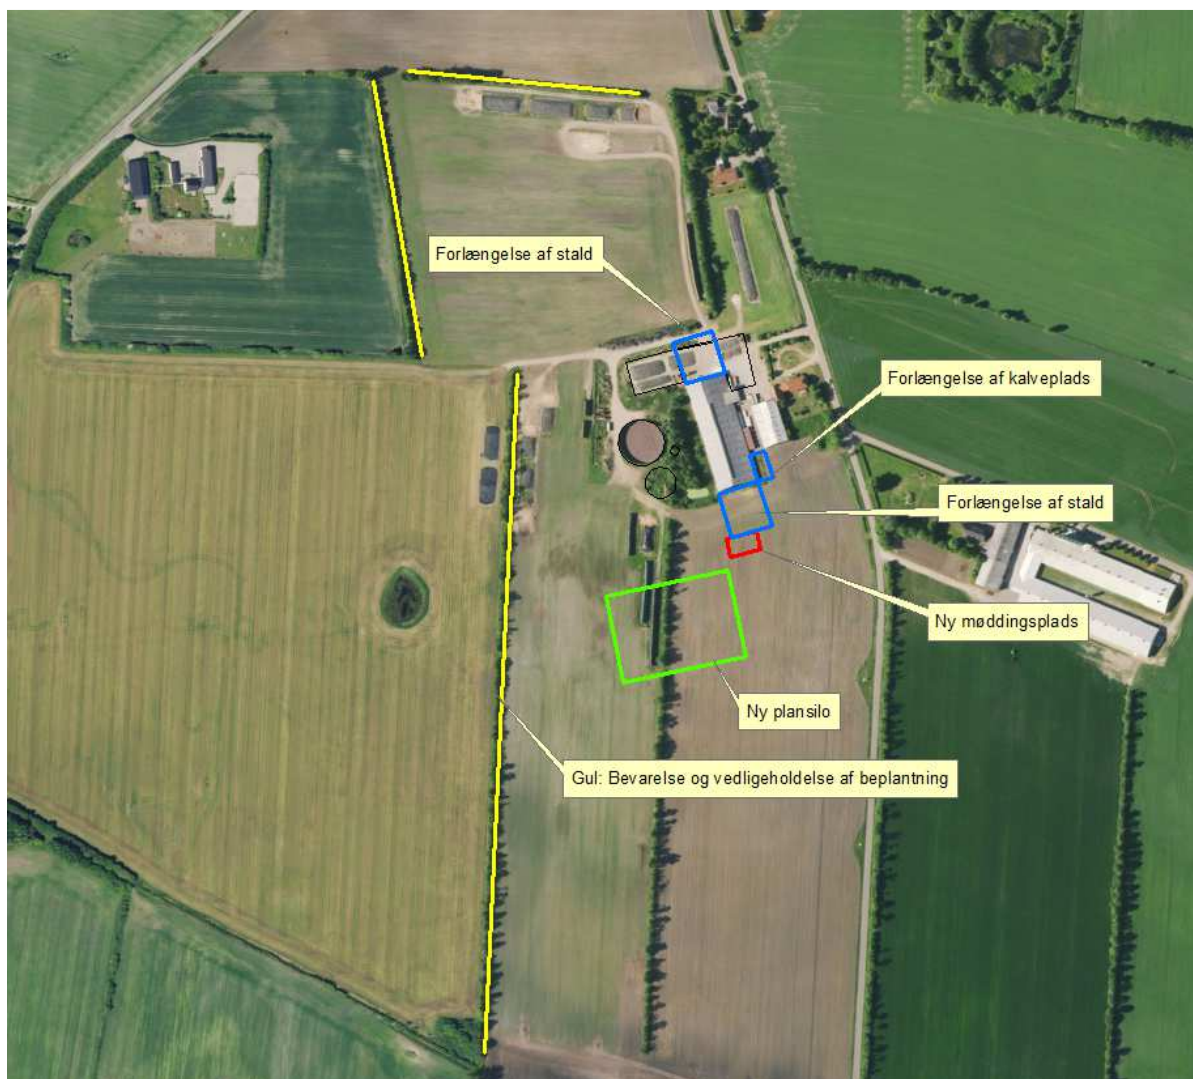 Forlængelse af stald
Forlængelse af kalveplads
Forlængelse af stald
Ny møddingsplads
Ny plansilo
Gul: Bevarelse og vedligeholdelse af beplantning